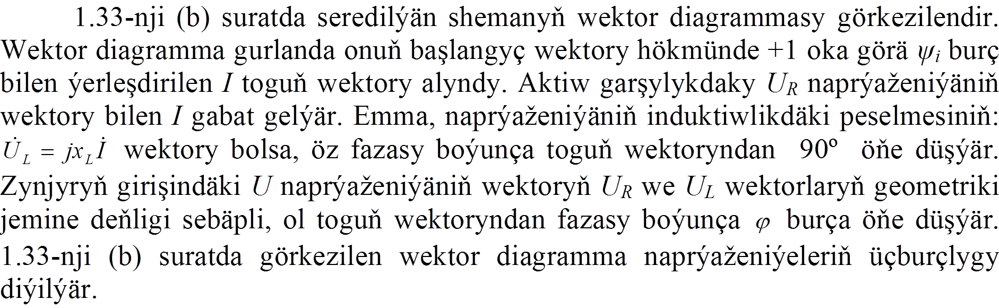 1.33-nji (b) suratda seredilýän shemanyň wektor diagrammasy görkezilendir.
Wektor diagramma gurlanda onuň başlangyç wektory hökmünde +1 oka görä ψi burç
bilen ýerleşdirilen I toguň wektory alyndy. Aktiw garşylykdaky UR naprýaženiýäniň
wektory bilen I gabat gelýär. Emma, naprýaženiýäniň induktiwlikdäki peselmesiniň:
U̇L = jxLİ wektory bolsa, öz fazasy boýunça toguň wektoryndan 90º öňe düşýär.
Zynjyryň girişindäki U naprýaženiýäniň wektoryň UR we UL wektorlaryň geometriki
jemine deňligi sebäpli, ol toguň wektoryndan fazasy boýunça φ burça öňe düşýär.
1.33-nji (b) suratda görkezilen wektor diagramma naprýaženiýeleriň üçburçlygy
diýilýär.